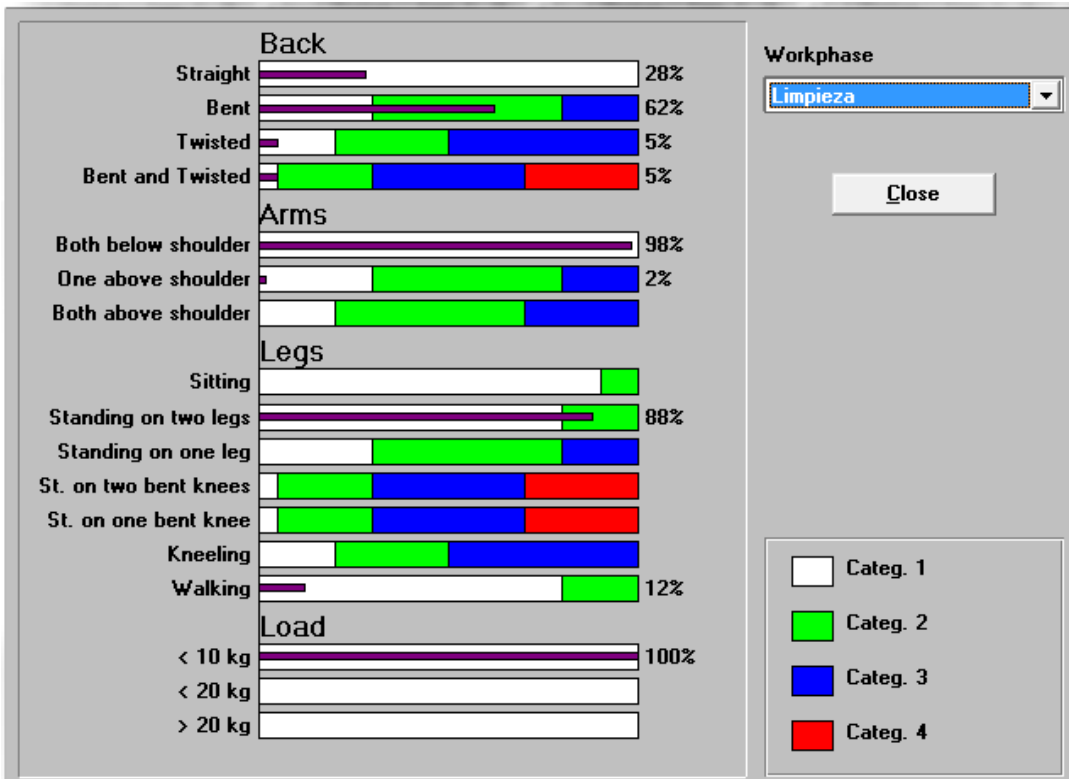 Back
Straight 28%
Bent 62%
Twisted 5%
Bent and Twisted 5%
Arms
Both below shoulder 98%
One above shoulder 2%
Both above shoulder
Legs
Sitting
Standing on two legs 88%
Standing on one leg
St. on two bent knees
St. on one bent knee
Kneeling
Walking 12%
Load
< 10 kg 100%
< 20 kg
> 20 kg
Workphase
Limpieza
Close
Categ. 1
Categ. 2
Categ. 3
Categ. 4